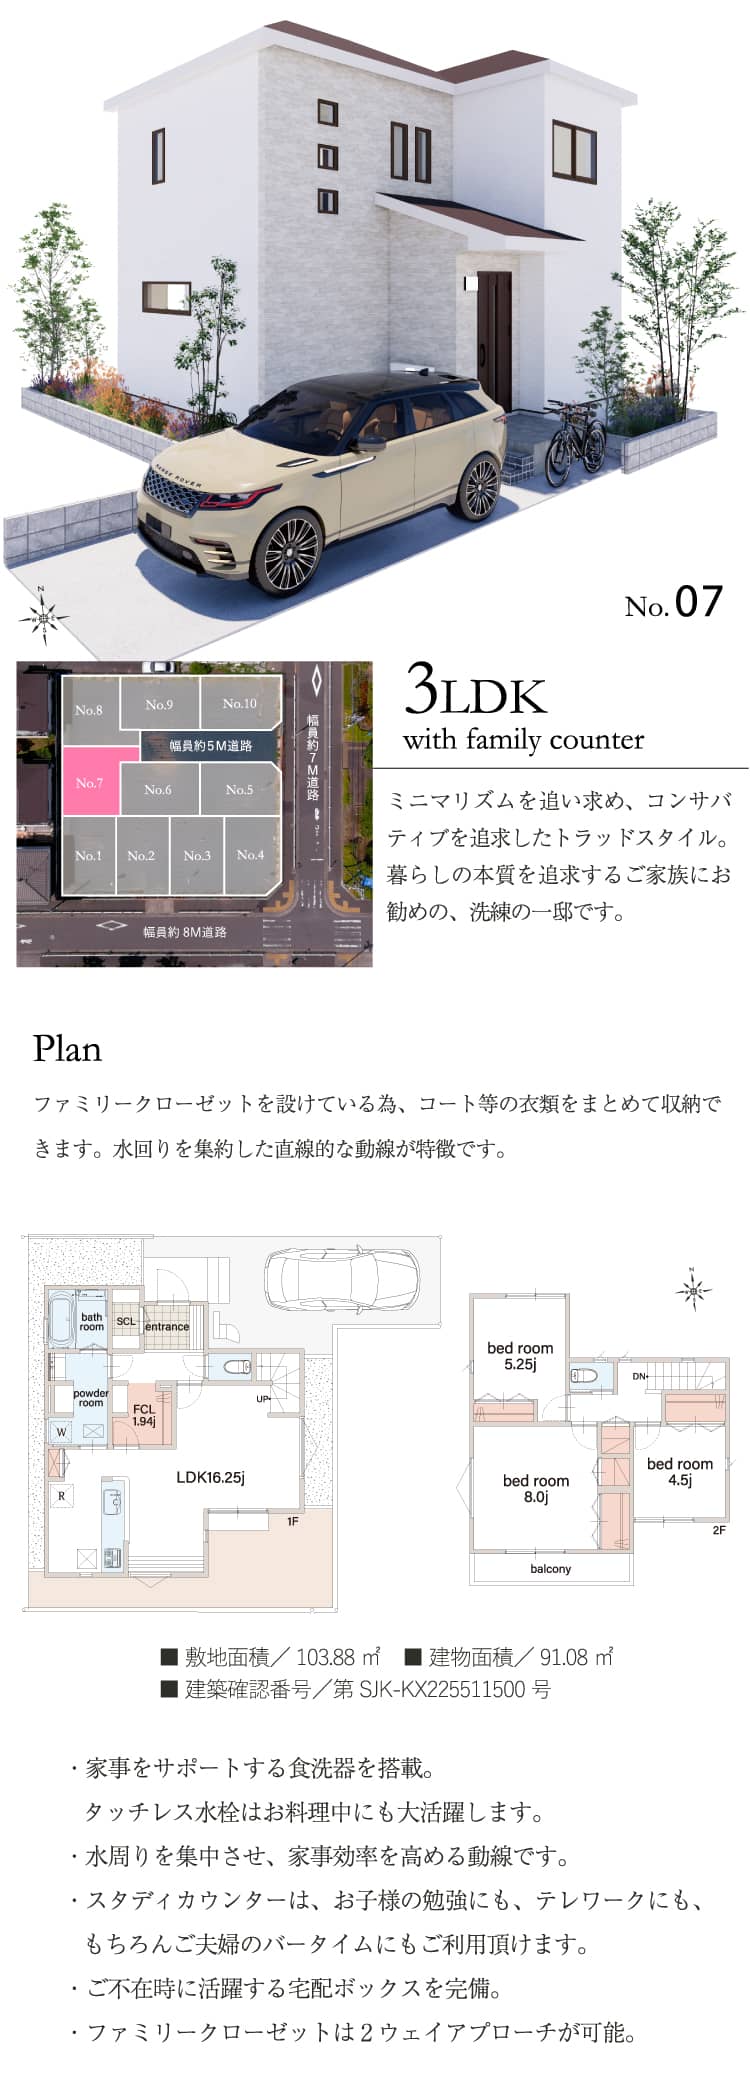 RANGE ROVER
N
W E
S
No.07
3LDK
with family counter
No.8
No.9
No.10
幅員約5M道路
幅員約7M道路
No.7
No.6
No.5
No.1
No.2
No.3
No.4
幅員約 8M道路
ミニマリズムを追い求め、コンサバ
ティブを追求したトラッドスタイル。
暮らしの本質を追求するご家族にお
勧めの、洗練の一邸です。
Plan
ファミリークローゼットを設けている為、コート等の衣類をまとめて収納で
きます。水回りを集約した直線的な動線が特徴です。
bath
room
SCL
entrance
powder
room
FCL
1.94j
UP
W
R
LDK16.25j
1F
N
W E
S
bed room
5.25j
DN
bed room
8.0j
bed room
4.5j
2F
balcony
■ 敷地面積／ 103.88 ㎡ ■ 建物面積／ 91.08 ㎡
■ 建築確認番号／第 SJK-KX225511500 号
・家事をサポートする食洗器を搭載。
タッチレス水栓はお料理中にも大活躍します。
・水周りを集中させ、家事効率を高める動線です。
・スタディカウンターは、お子様の勉強にも、テレワークにも、
もちろんご夫婦のバータイムにもご利用頂けます。
・ご不在時に活躍する宅配ボックスを完備。
・ファミリークローゼットは２ウェイアプローチが可能。